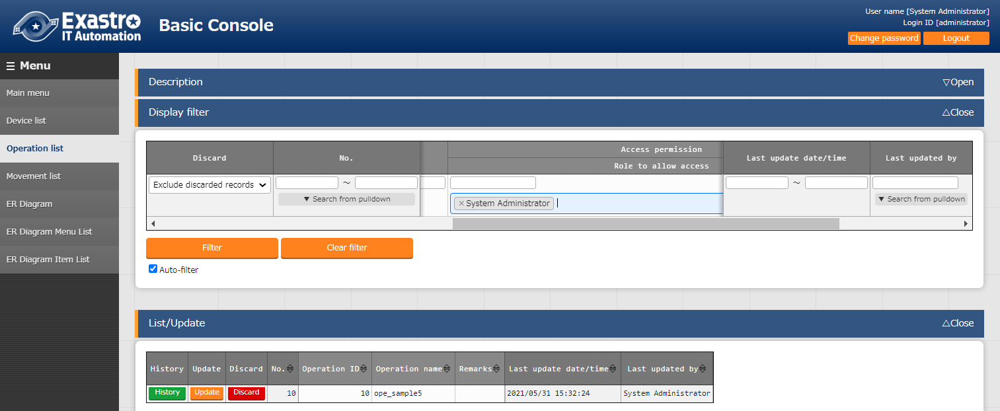 Exastro
IT Automation
Basic Console
User name [System Administrator]
Login ID [administrator]
Change password
Logout
☰ Menu
Main menu
Device list
Operation list
Movement list
ER Diagram
ER Diagram Menu List
ER Diagram Item List
Description ▽Open
Display filter △Close
Access permission
Discard No. Last update date/time Last updated by
Role to allow access
Exclude discarded records ～ ～
▼ Search from pulldown ▼ Search from pulldown
× System Administrator
Filter Clear filter
Auto-filter
List/Update △Close
History Update Discard No. Operation ID Operation name Remarks Last update date/time Last updated by
History Update Discard 10 10 ope_sample5 2021/05/31 15:32:24 System Administrator